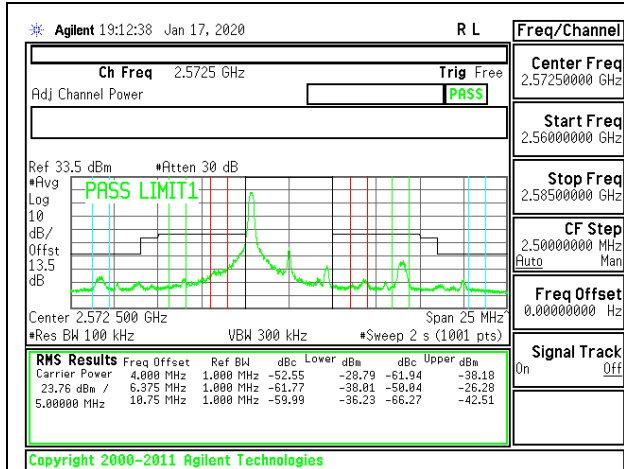 Agilent 19:12:38 Jan 17, 2020 R L
Ch Freq 2.5725 GHz Trig Free
Adj Channel Power PASS
Ref 33.5 dBm #Atten 30 dB
#Avg
Log
10
dB/
Offst
13.5
dB
PASS LIMIT1
Center 2.572 500 GHz Span 25 MHz
#Res BW 100 kHz VBW 300 kHz #Sweep 2 s (1001 pts)
RMS Results Freq Offset Ref BW dBc Lower dBm dBc Upper dBm
Carrier Power 4.000 MHz 1.000 MHz -52.55 -28.79 -61.94 -38.18
23.76 dBm / 6.375 MHz 1.000 MHz -61.77 -38.01 -50.04 -26.28
5.00000 MHz 10.75 MHz 1.000 MHz -59.99 -36.23 -66.27 -42.51
Copyright 2000-2011 Agilent Technologies
Freq/Channel
Center Freq
2.57250000 GHz
Start Freq
2.56000000 GHz
Stop Freq
2.58500000 GHz
CF Step
2.50000000 MHz
Auto Man
Freq Offset
0.00000000 Hz
Signal Track
On Off